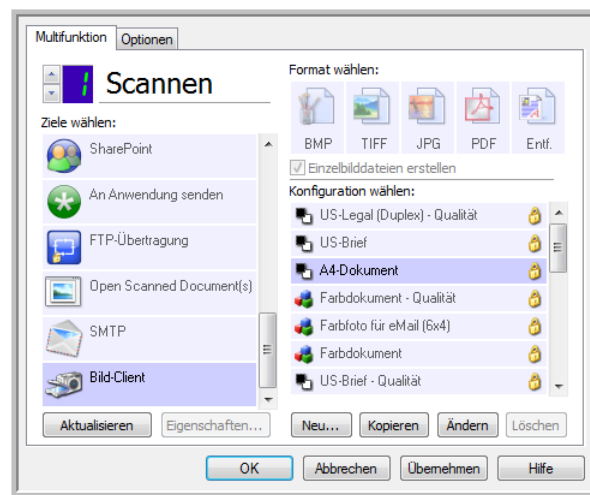 Multifunktion Optionen
1 Scannen
Ziele wählen:
SharePoint
An Anwendung senden
FTP-Übertragung
Open Scanned Document(s)
SMTP
Bild-Client
Aktualisieren Eigenschaften...
Format wählen:
BMP TIFF JPG PDF Entf.
Einzelbilddateien erstellen
Konfiguration wählen:
US-Legal (Duplex) - Qualität
US-Brief
A4-Dokument
Farbdokument - Qualität
Farbfoto für eMail (6x4)
Farbdokument
US-Brief - Qualität
Neu... Kopieren Ändern Löschen
OK Abbrechen Übernehmen Hilfe